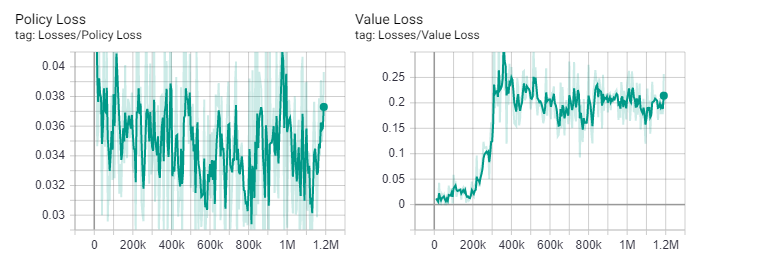 Policy Loss
tag: Losses/Policy Loss
0.04
0.038
0.036
0.034
0.032
0.03
0 200k 400k 600k 800k 1M 1.2M
Value Loss
tag: Losses/Value Loss
0.25
0.2
0.15
0.1
0.05
0
0 200k 400k 600k 800k 1M 1.2M